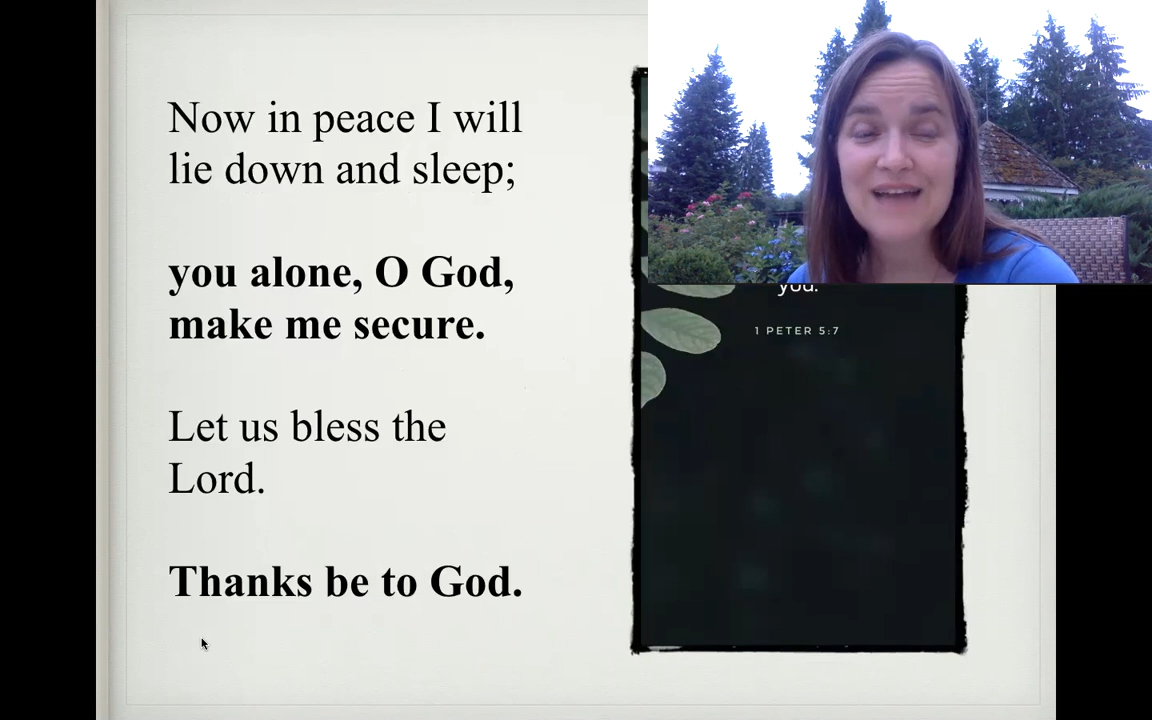 Now in peace I will
lie down and sleep;
you alone, O God,
make me secure.
Let us bless the
Lord.
Thanks be to God.
you.
1 PETER 5:7